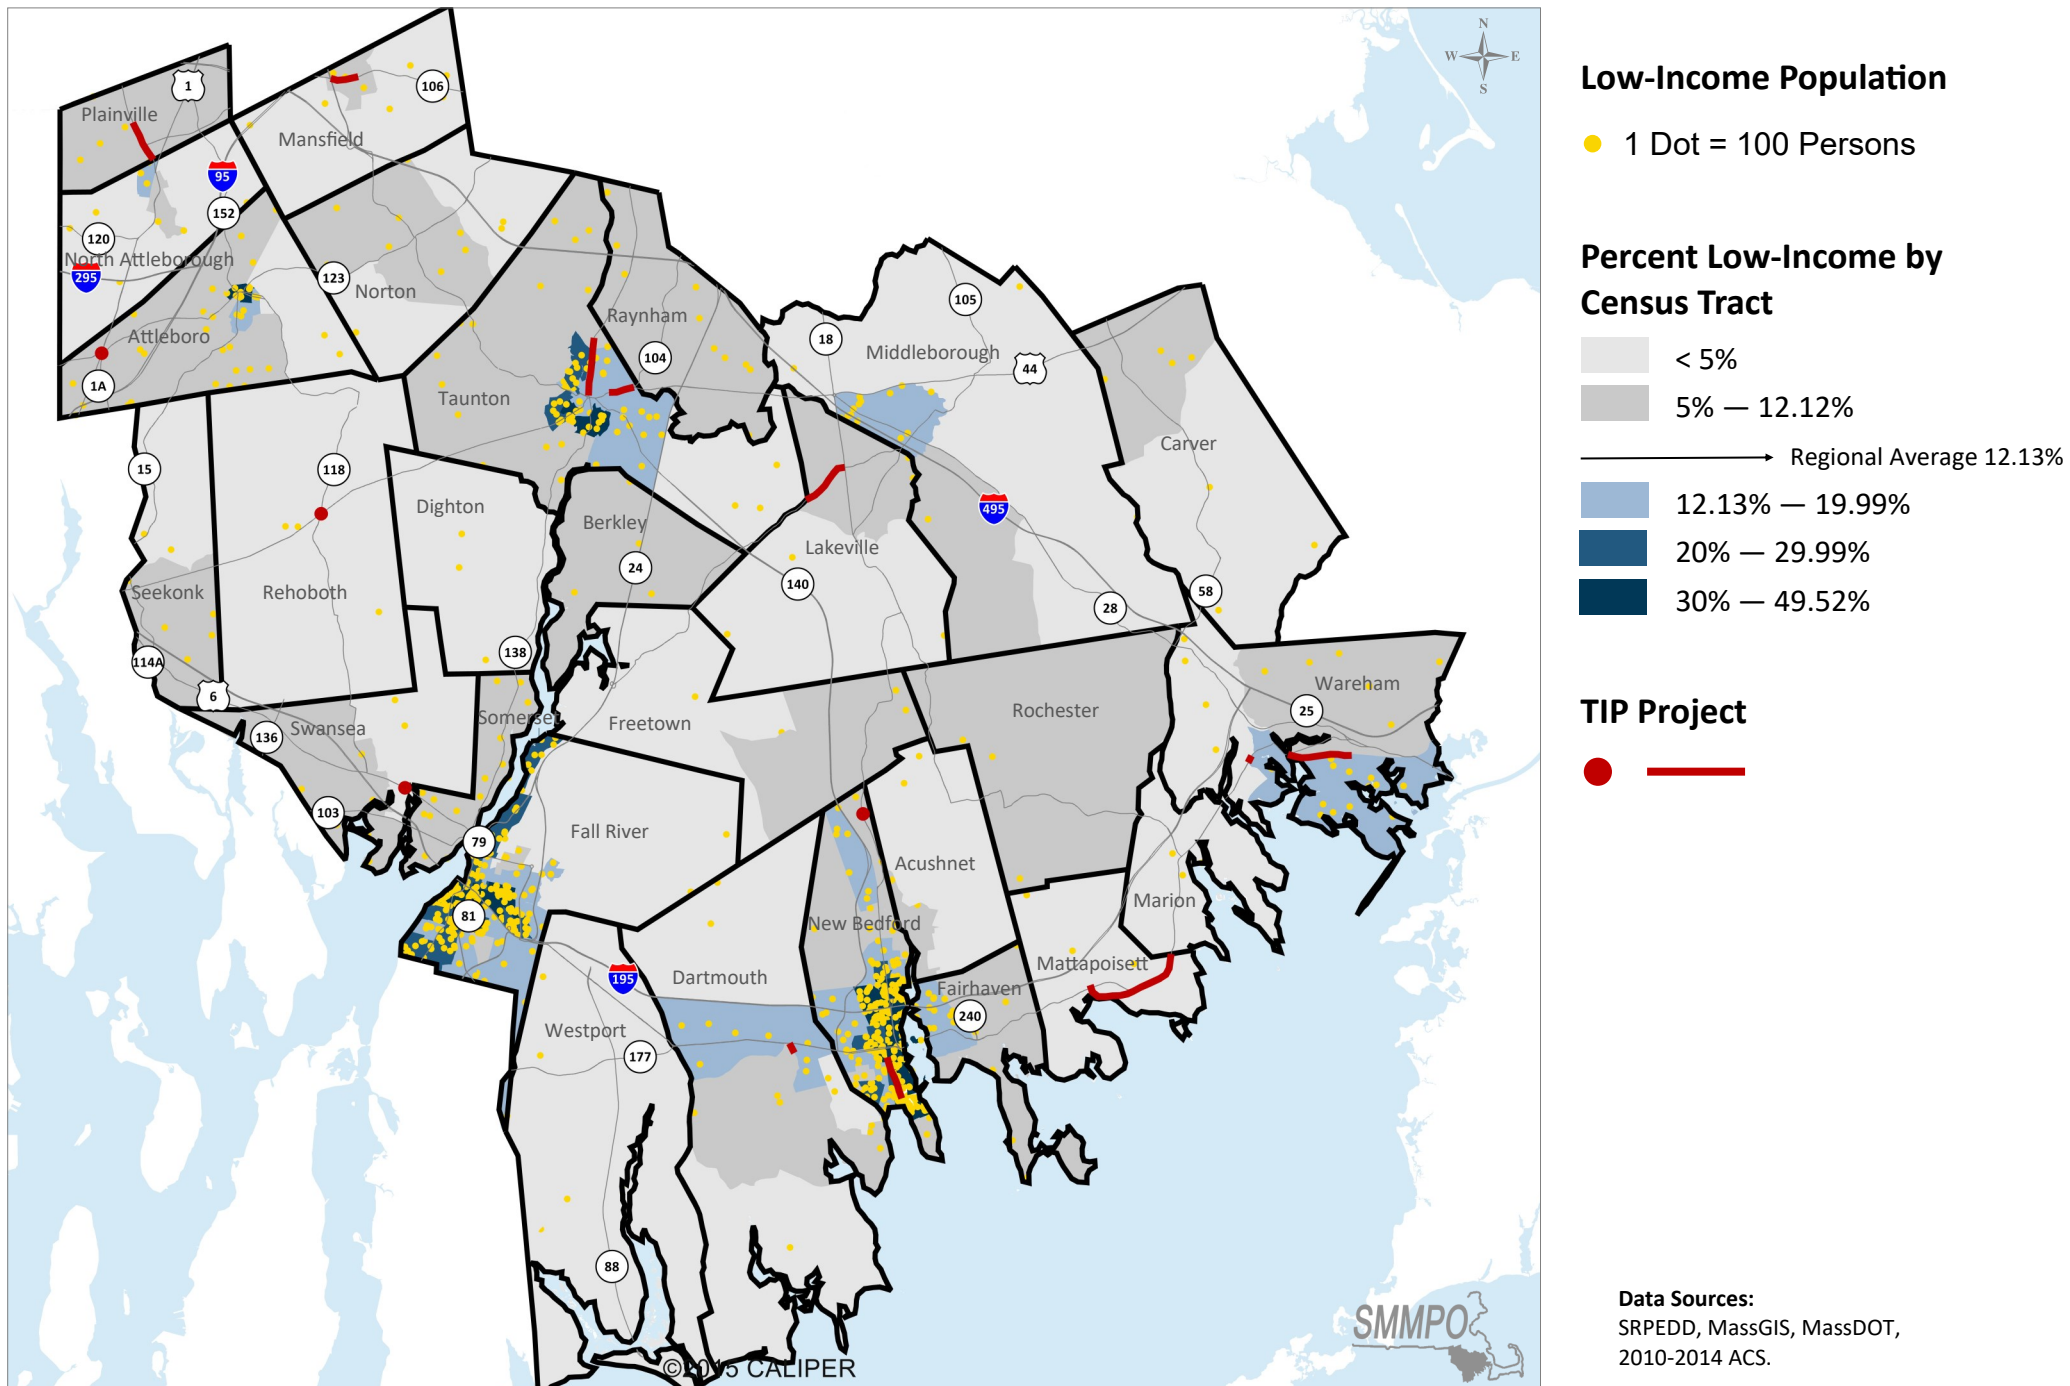 N
W
E
S
1
106
Plainville
Mansfield
95
152
120
North Attleborough
295
123
Norton
105
Raynham
18
Attleboro
104
Middleborough
44
1A
Taunton
Carver
15
118
Dighton
495
Berkley
Lakeville
24
140
Seekonk
Rehoboth
58
28
138
114A
6
Wareham
Somerset
Freetown
Rochester
25
Swansea
136
103
Fall River
79
Acushnet
Marion
81
New Bedford
Mattapoisett
Dartmouth
195
Fairhaven
240
Westport
177
88
SMMPO
©2015 CALIPER
Low-Income Population
1 Dot = 100 Persons
Percent Low-Income by
Census Tract
< 5%
5% — 12.12%
Regional Average 12.13%
12.13% — 19.99%
20% — 29.99%
30% — 49.52%
TIP Project
Data Sources:
SRPEDD, MassGIS, MassDOT,
2010-2014 ACS.